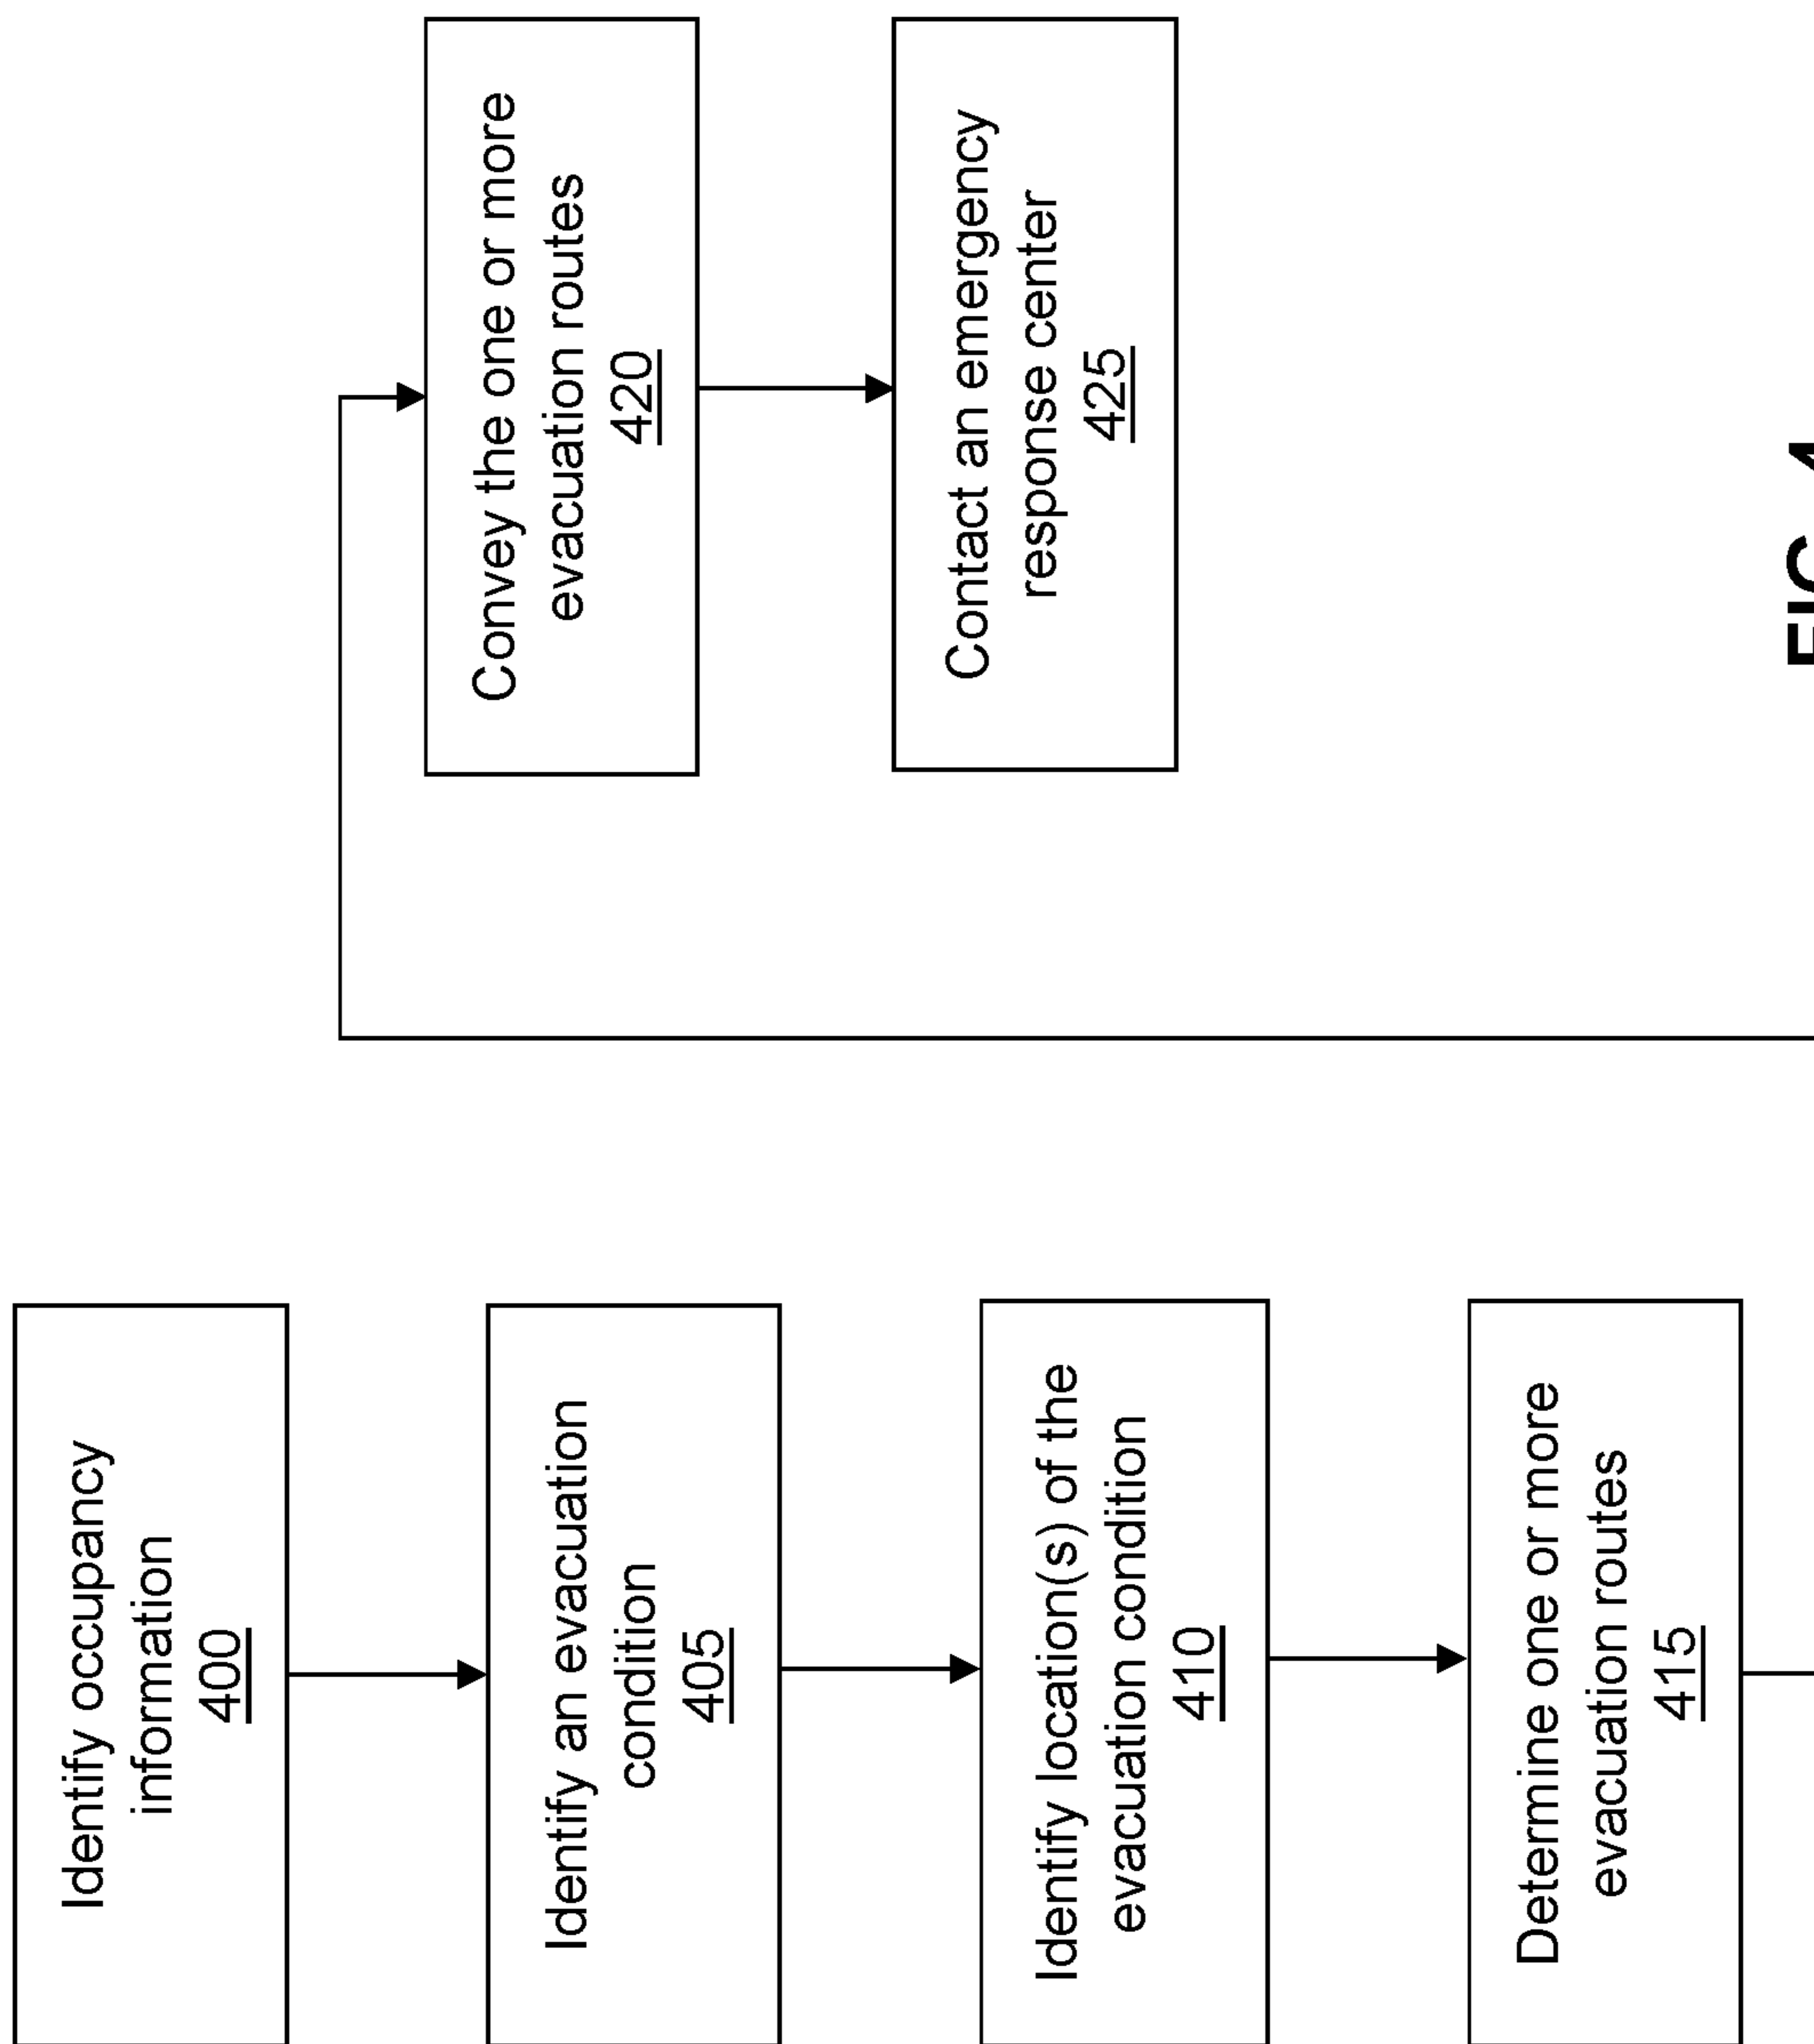 Identify occupancy
information
400
Identify an evacuation
condition
405
Identify location(s) of the
evacuation condition
410
Determine one or more
evacuation routes
415
Convey the one or more
evacuation routes
420
Contact an emergency
response center
425